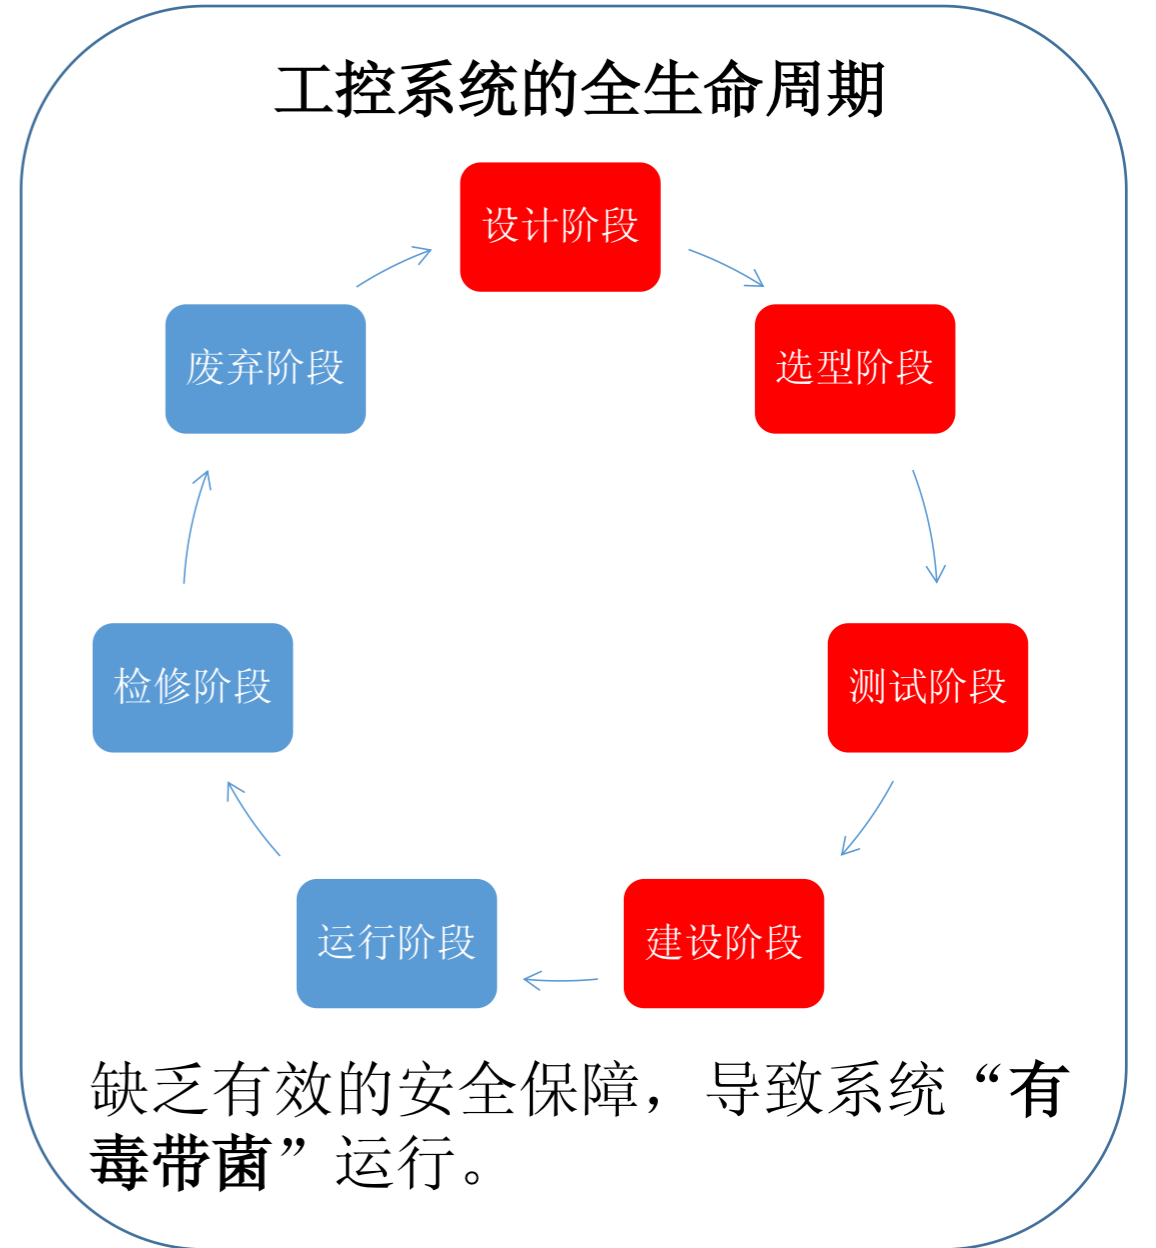 工控系统的全生命周期
设计阶段
选型阶段
测试阶段
建设阶段
运行阶段
检修阶段
废弃阶段
缺乏有效的安全保障，导致系统“有
毒带菌”运行。